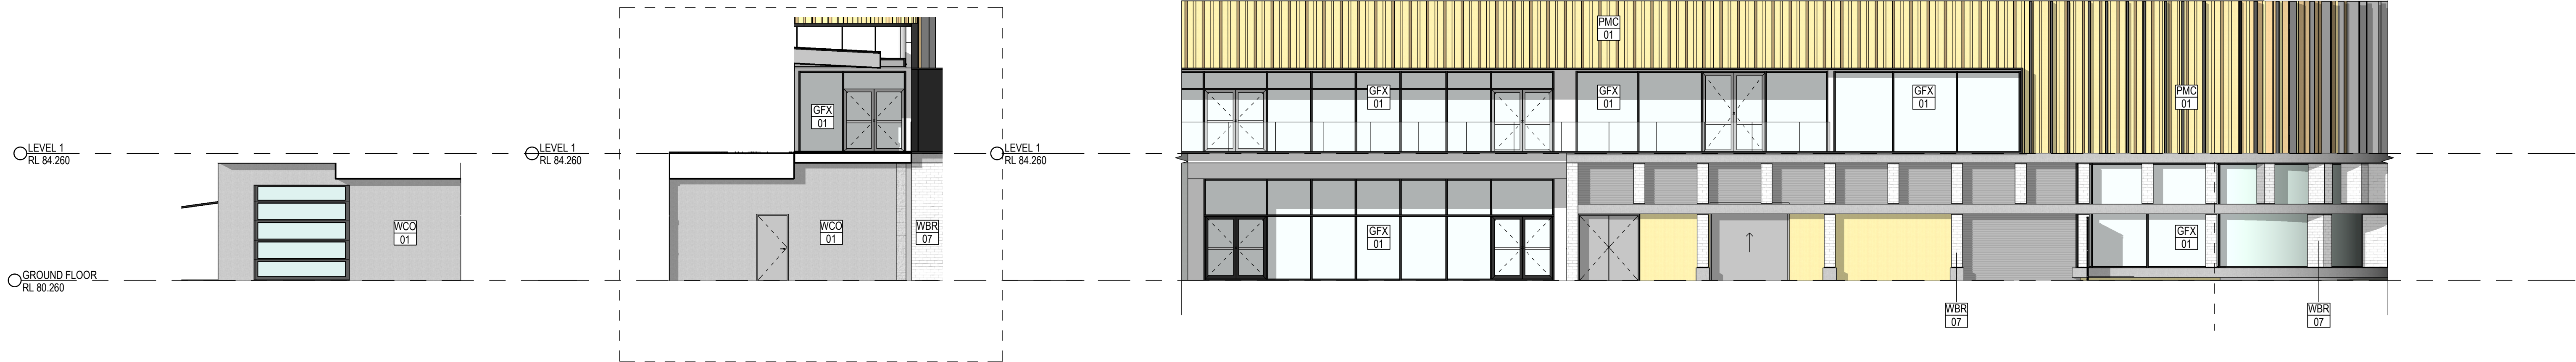 LEVEL 1
RL 84.260
GROUND FLOOR
RL 80.260
WCO
01
LEVEL 1
RL 84.260
GFX
01
WCO
01
WBR
07
LEVEL 1
RL 84.260
PMC
01
GFX
01
GFX
01
GFX
01
PMC
01
GFX
01
GFX
01
WBR
07
WBR
07